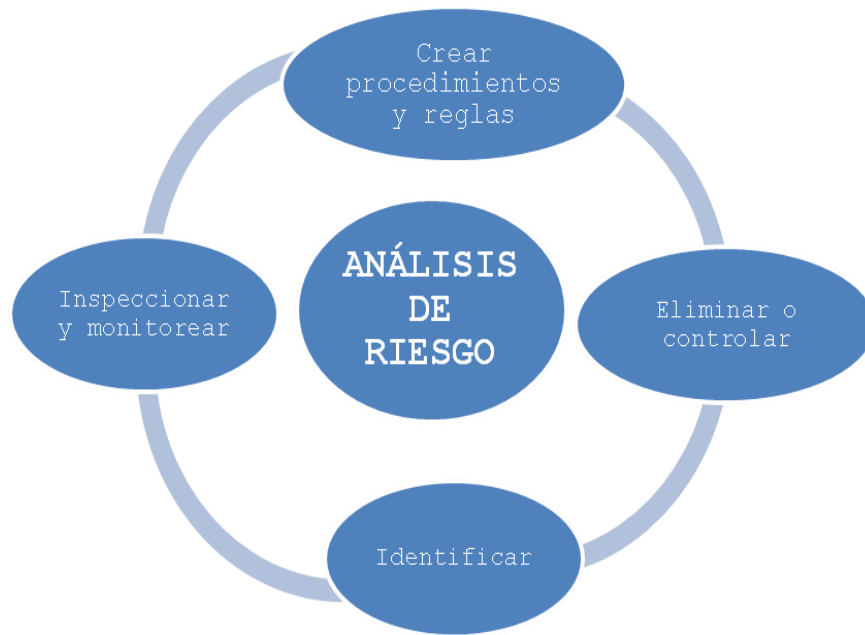 Crear
procedimientos
y reglas
ANÁLISIS
DE
RIESGO
Inspeccionar
y monitorear
Eliminar o
controlar
Identificar